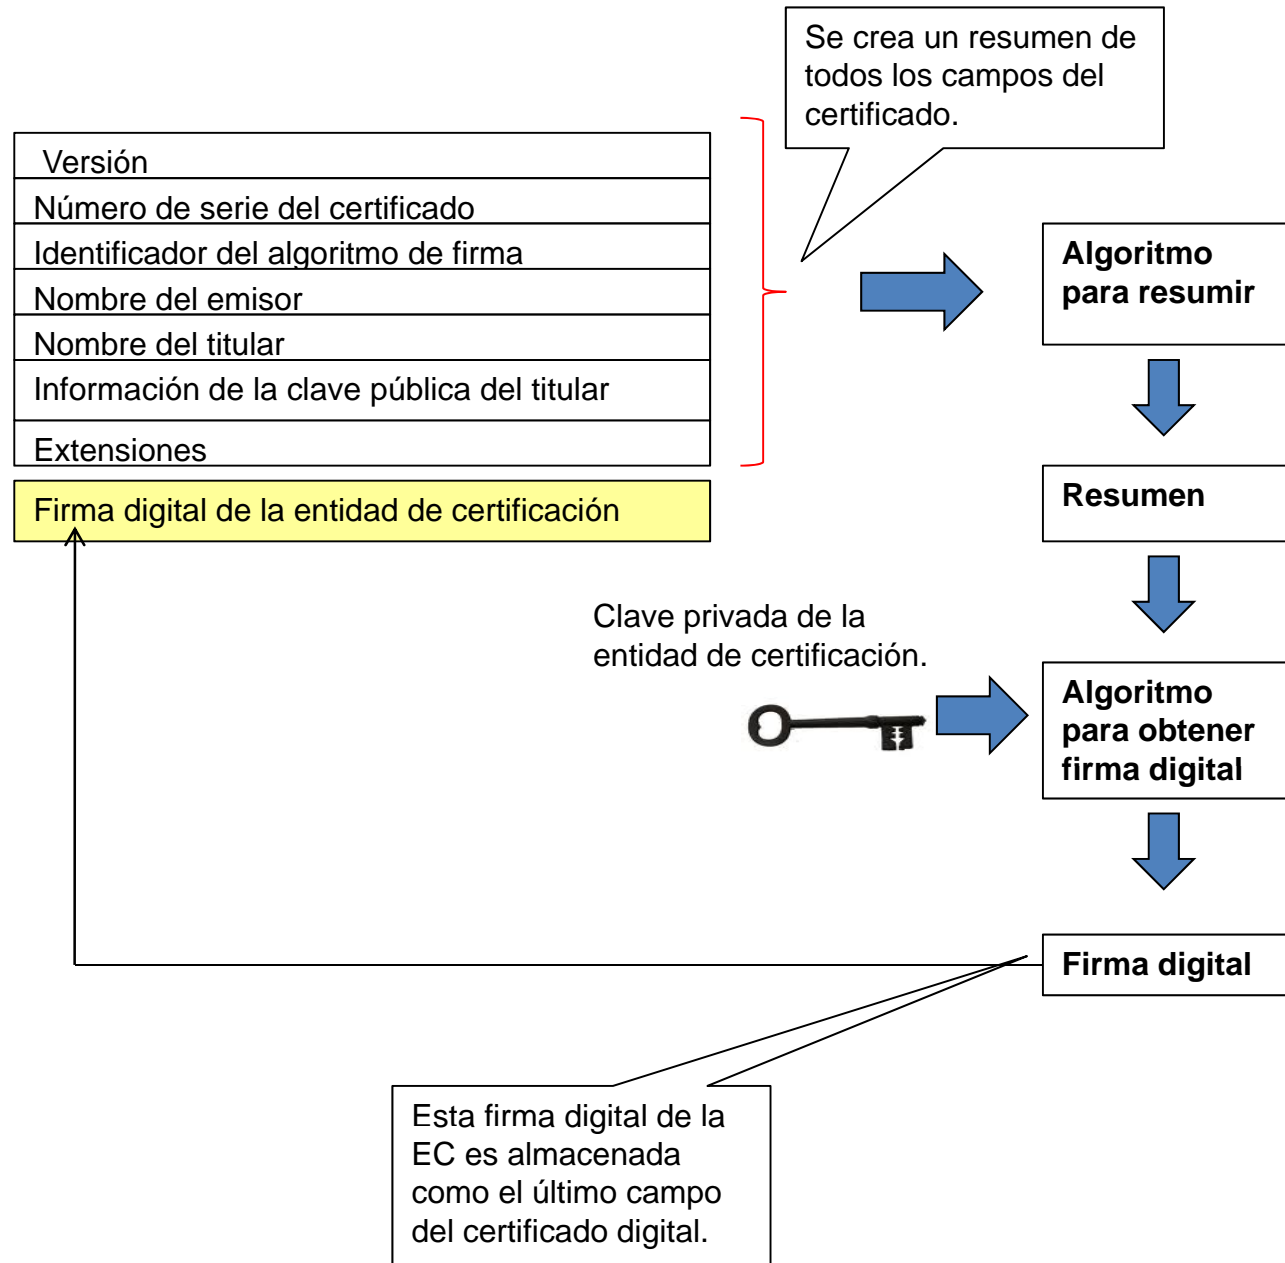 Se crea un resumen de
todos los campos del
certificado.
Versión
Número de serie del certificado
Identificador del algoritmo de firma
Nombre del emisor
Nombre del titular
Información de la clave pública del titular
Extensiones
Firma digital de la entidad de certificación
Algoritmo
para resumir
Resumen
Clave privada de la
entidad de certificación.
Algoritmo
para obtener
firma digital
Firma digital
Esta firma digital de la
EC es almacenada
como el último campo
del certificado digital.